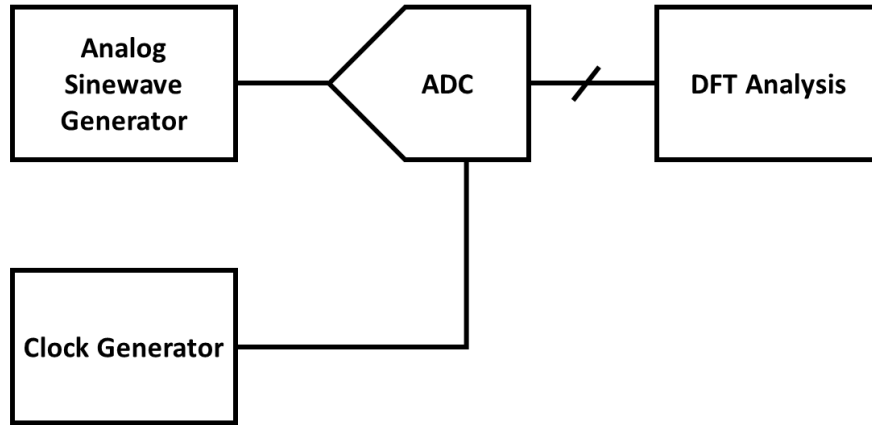 Analog
Sinewave
Generator
ADC
DFT Analysis
Clock Generator